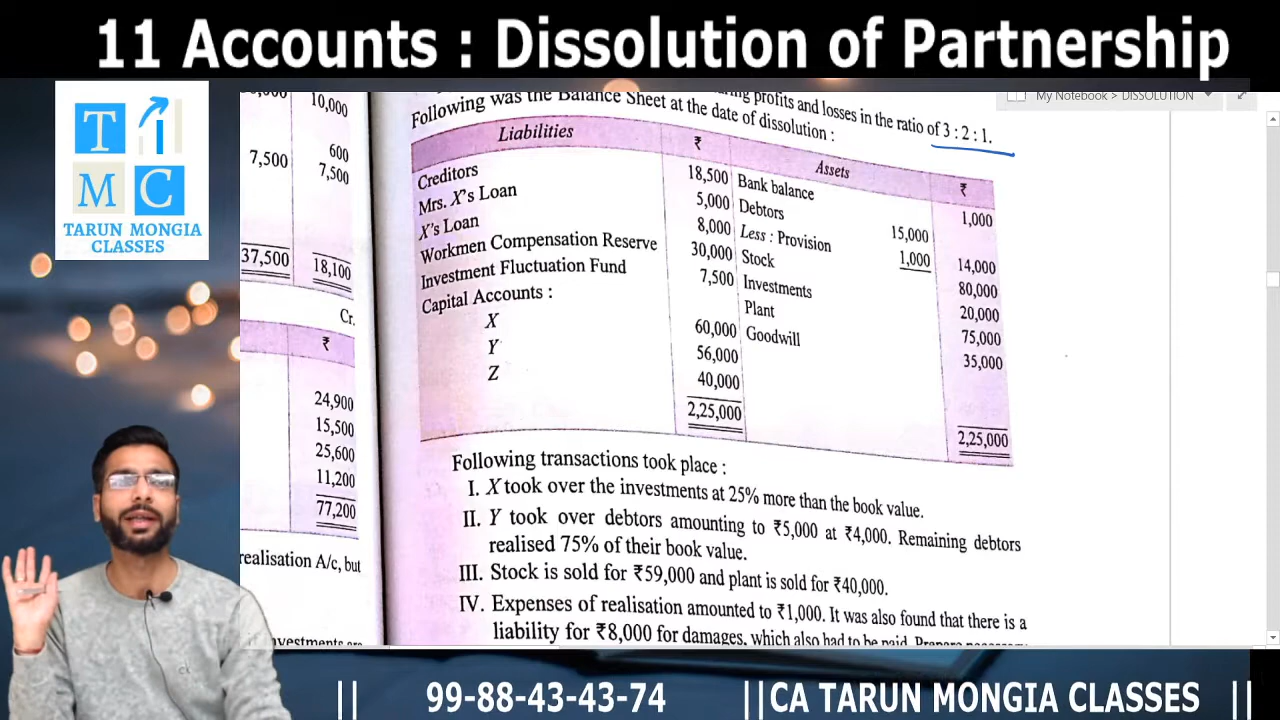 11 Accounts : Dissolution of Partnership
T I
M C
TARUN MONGIA
CLASSES
My Notebook > DISSOLUTION
10,000
600
7,500 7,500
37,500 18,100
Cr.
₹
24,900
15,500
25,600
11,200
77,200
realisation A/c, but
profits and losses in the ratio of 3 : 2 : 1.
Following was the Balance Sheet at the date of dissolution :
Liabilities ₹ Assets ₹
Creditors 18,500 Bank balance 1,000
Mrs. X's Loan 5,000 Debtors 15,000
X's Loan 8,000 Less : Provision 1,000 14,000
Workmen Compensation Reserve 30,000 Stock 80,000
Investment Fluctuation Fund 7,500 Investments 20,000
Capital Accounts : Plant 75,000
X 60,000 Goodwill 35,000
Y 56,000
Z 40,000
2,25,000 2,25,000
Following transactions took place :
I. X took over the investments at 25% more than the book value.
II. Y took over debtors amounting to ₹5,000 at ₹4,000. Remaining debtors
realised 75% of their book value.
III. Stock is sold for ₹59,000 and plant is sold for ₹40,000.
IV. Expenses of realisation amounted to ₹1,000. It was also found that there is a
liability for ₹8,000 for damages, which also had to be paid.
|| 99-88-43-43-74 ||CA TARUN MONGIA CLASSES ||